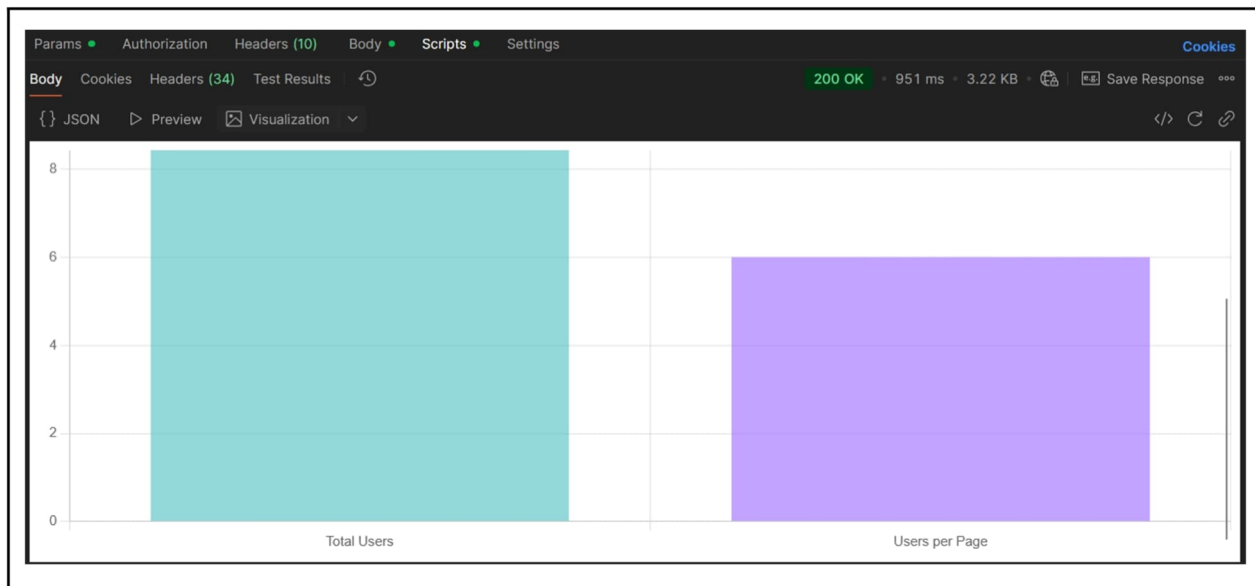 Params Authorization Headers (10) Body Scripts Settings Cookies
Body Cookies Headers (34) Test Results 200 OK 951 ms 3.22 KB e.g. Save Response
{} JSON Preview Visualization </>
8
6
4
2
0
Total Users Users per Page